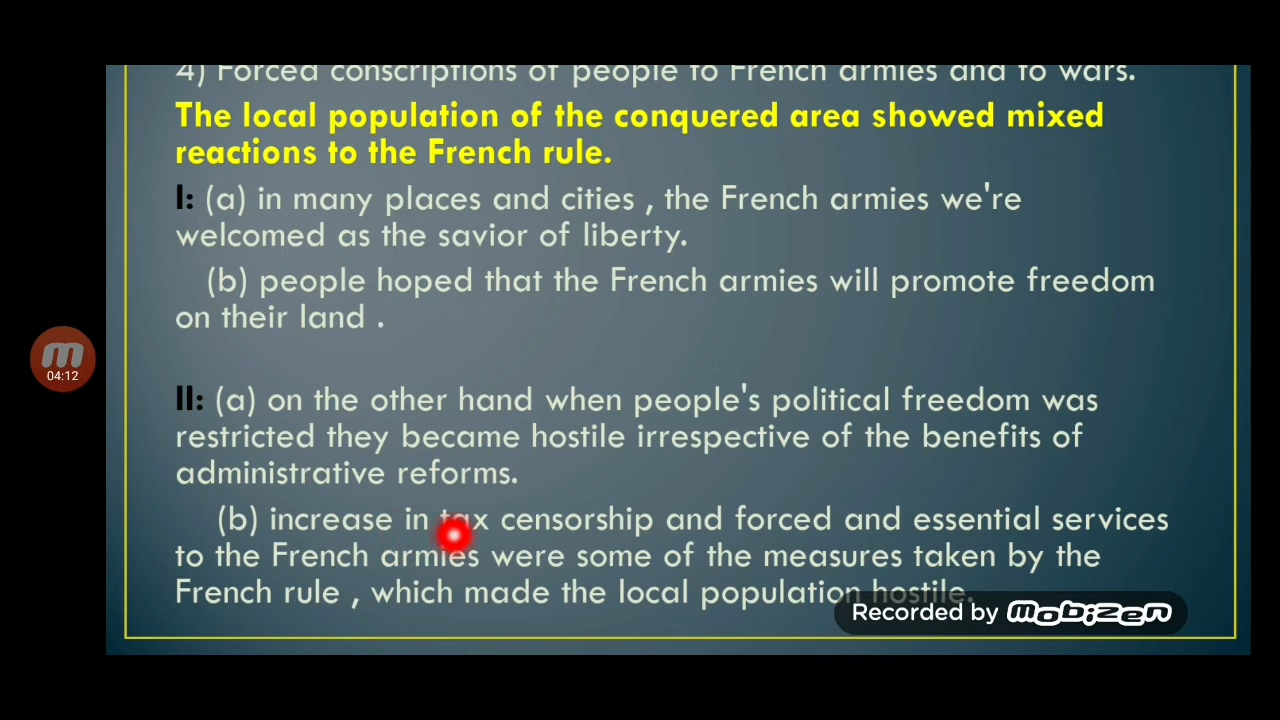 4) Forced conscriptions of people to French armies and to wars.
The local population of the conquered area showed mixed
reactions to the French rule.
I: (a) in many places and cities , the French armies we're
welcomed as the savior of liberty.
(b) people hoped that the French armies will promote freedom
on their land .
II: (a) on the other hand when people's political freedom was
restricted they became hostile irrespective of the benefits of
administrative reforms.
(b) increase in tax censorship and forced and essential services
to the French armies were some of the measures taken by the
French rule , which made the local population hostile.
m
04:12
Recorded by mobizen